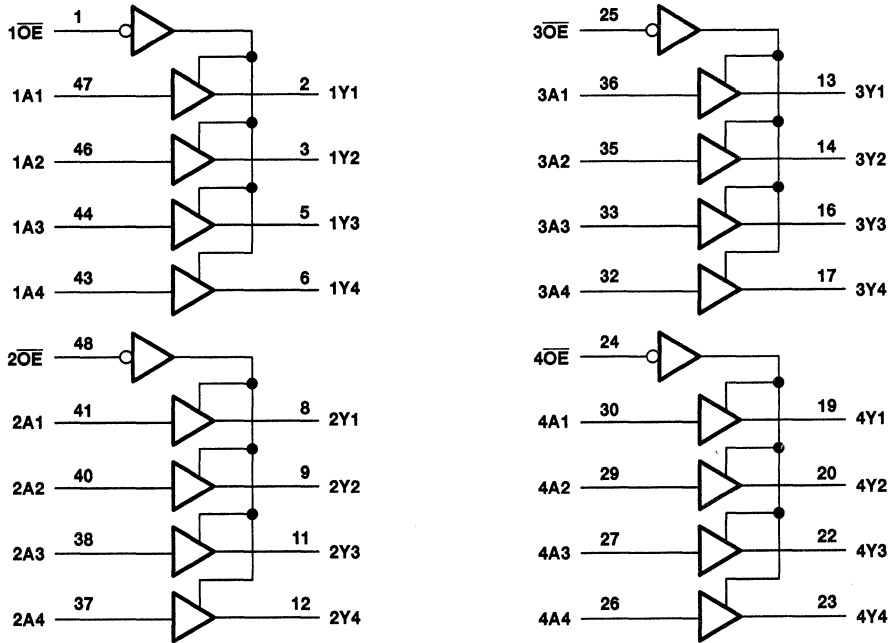 1OE 1
1A1 47 2 1Y1
1A2 46 3 1Y2
1A3 44 5 1Y3
1A4 43 6 1Y4
2OE 48
2A1 41 8 2Y1
2A2 40 9 2Y2
2A3 38 11 2Y3
2A4 37 12 2Y4
3OE 25
3A1 36 13 3Y1
3A2 35 14 3Y2
3A3 33 16 3Y3
3A4 32 17 3Y4
4OE 24
4A1 30 19 4Y1
4A2 29 20 4Y2
4A3 27 22 4Y3
4A4 26 23 4Y4